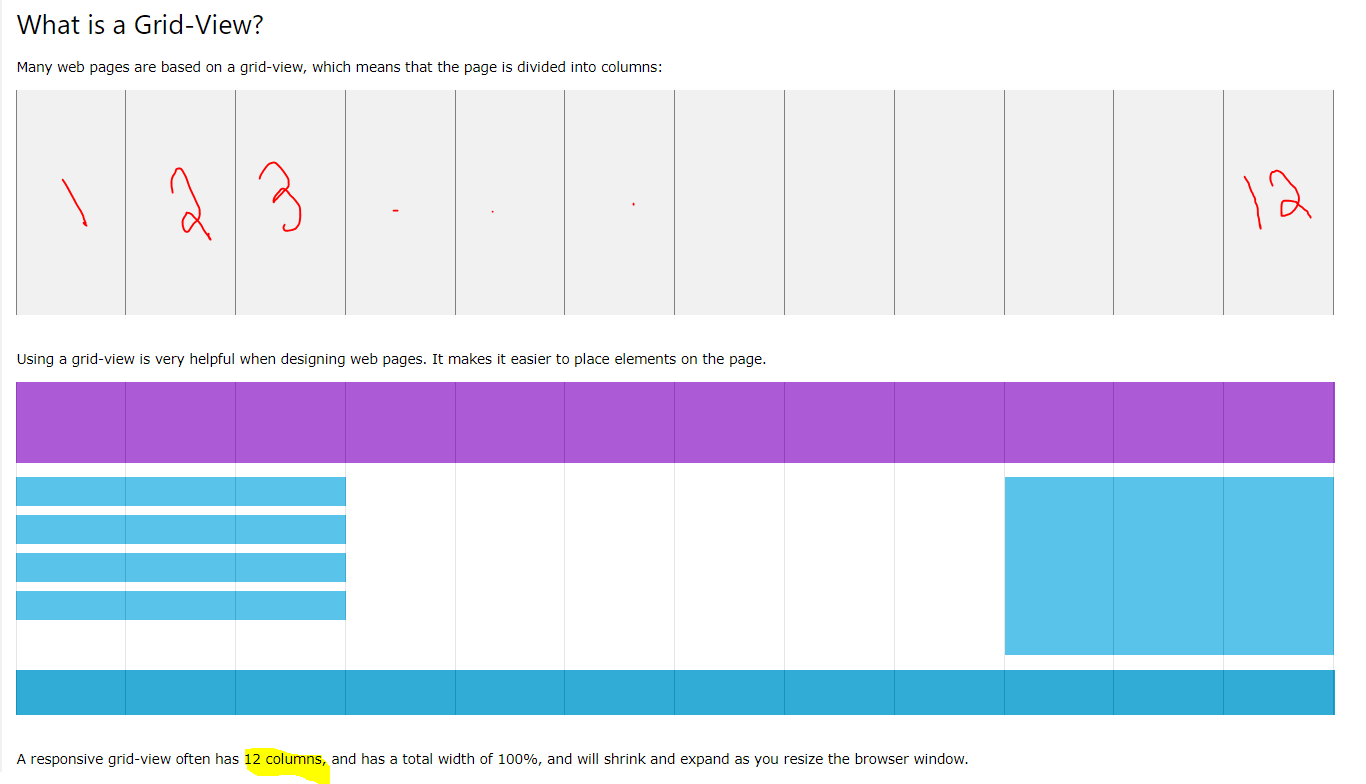 What is a Grid-View?
Many web pages are based on a grid-view, which means that the page is divided into columns:
1 2 3 . . . 12
Using a grid-view is very helpful when designing web pages. It makes it easier to place elements on the page.
A responsive grid-view often has 12 columns, and has a total width of 100%, and will shrink and expand as you resize the browser window.